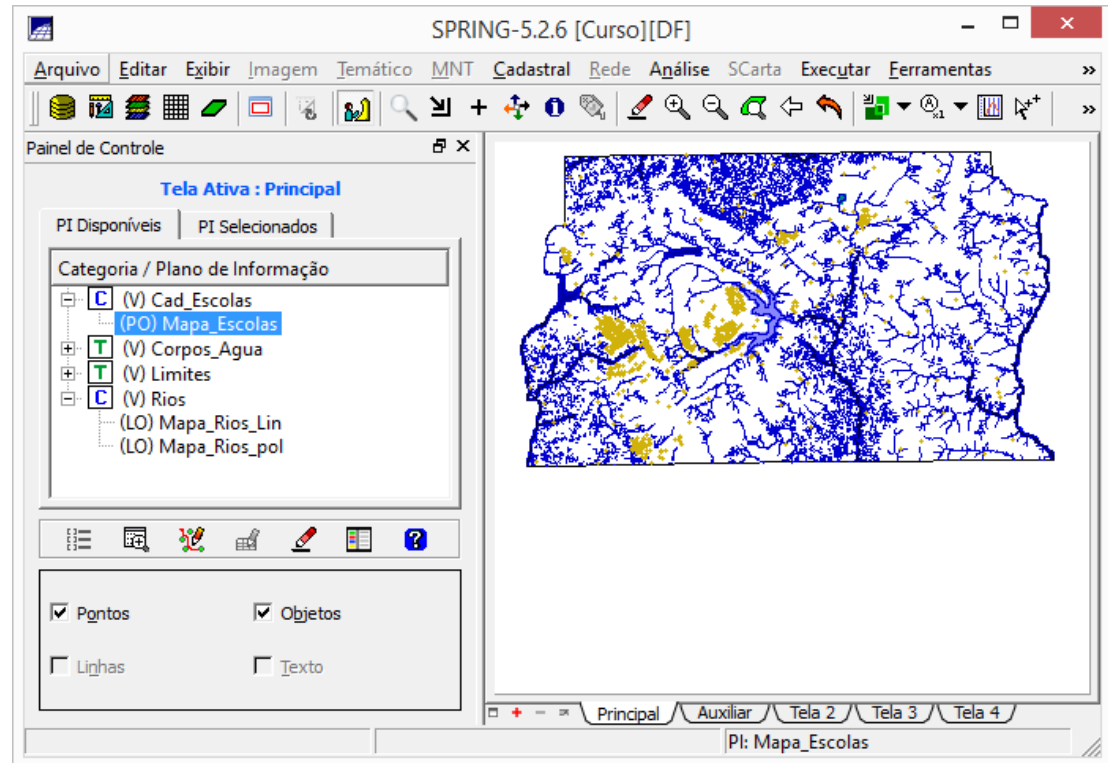 SPRING-5.2.6 [Curso][DF]
Arquivo Editar Exibir Imagem Temático MNT Cadastral Rede Análise SCarta Executar Ferramentas »
»
Painel de Controle
Tela Ativa : Principal
PI Disponíveis PI Selecionados
Categoria / Plano de Informação
C (V) Cad_Escolas
(PO) Mapa_Escolas
T (V) Corpos_Agua
T (V) Limites
C (V) Rios
(LO) Mapa_Rios_Lin
(LO) Mapa_Rios_pol
Pontos Objetos
Linhas Texto
Principal Auxiliar Tela 2 Tela 3 Tela 4
PI: Mapa_Escolas